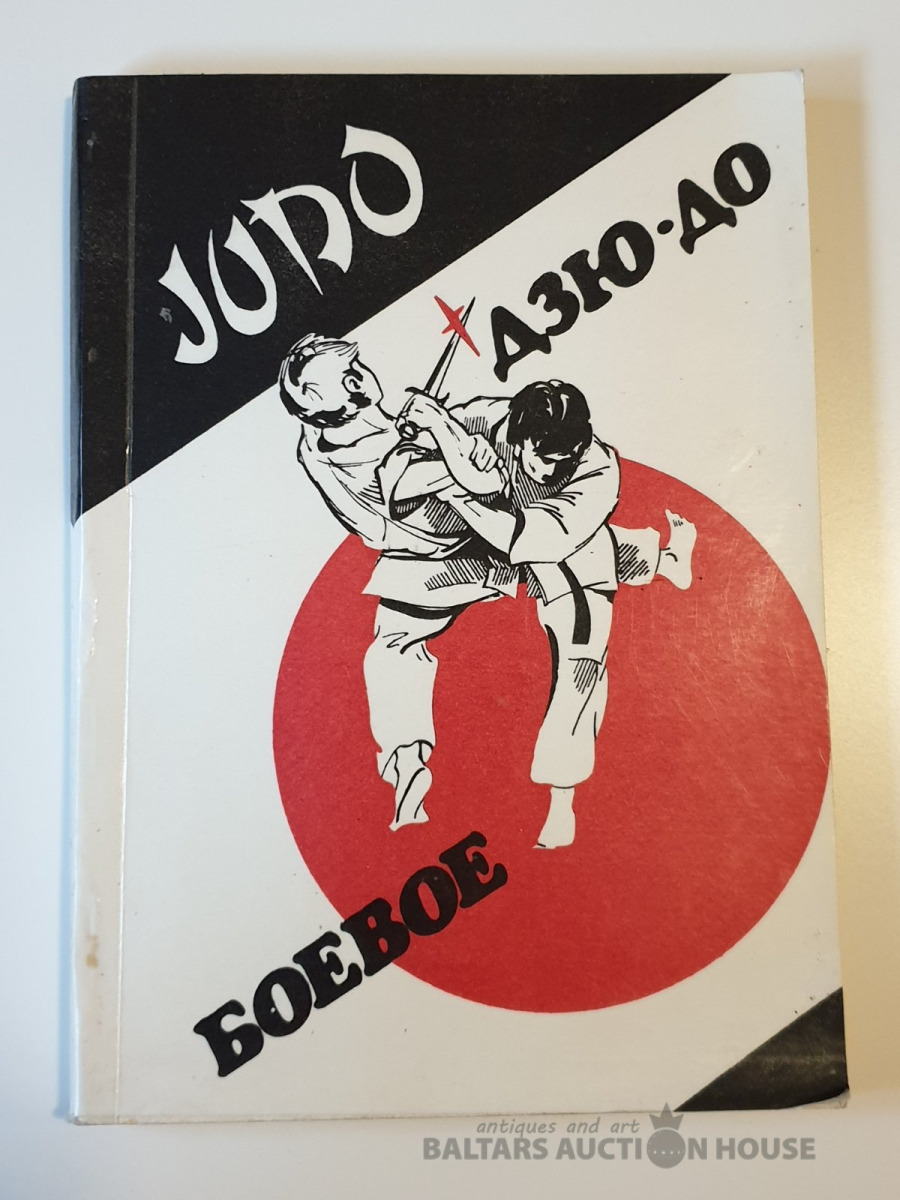 JUDO
ДЗЮ-ДО
БОЕВОЕ
antiques and art
BALTARS AUCTION HOUSE